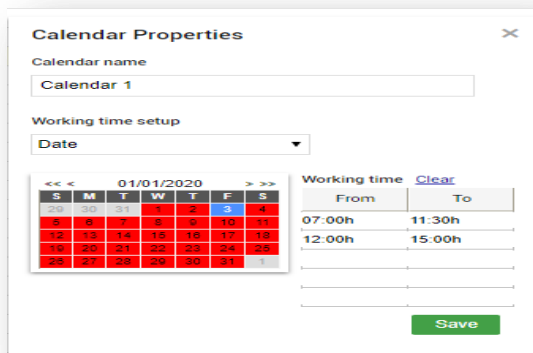 Calendar Properties ×
Calendar name
Calendar 1
Working time setup
Date
<< < 01/01/2020 > >>
S M T W T F S
29 30 31 1 2 3 4
5 6 7 8 9 10 11
12 13 14 15 16 17 18
19 20 21 22 23 24 25
26 27 28 29 30 31 1
Working time Clear
From To
07:00h 11:30h
12:00h 15:00h
Save